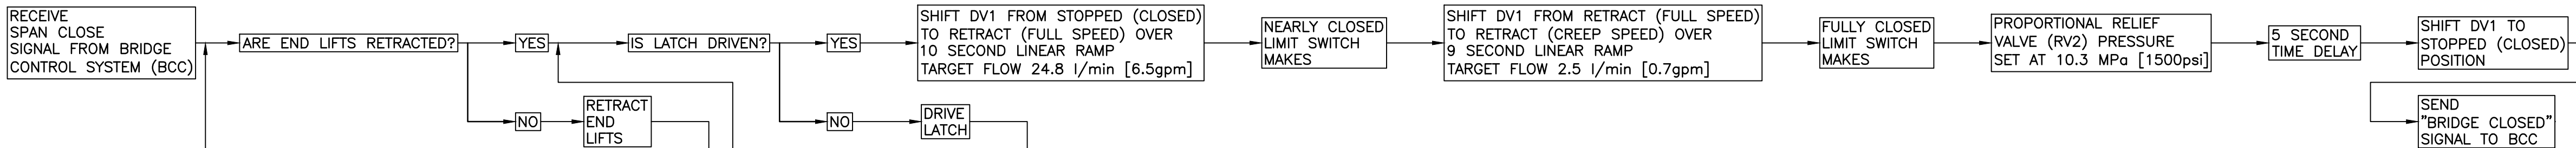 RECEIVE
SPAN CLOSE
SIGNAL FROM BRIDGE
CONTROL SYSTEM (BCC)
ARE END LIFTS RETRACTED?
YES
NO
RETRACT
END
LIFTS
IS LATCH DRIVEN?
YES
NO
DRIVE
LATCH
SHIFT DV1 FROM STOPPED (CLOSED)
TO RETRACT (FULL SPEED) OVER
10 SECOND LINEAR RAMP
TARGET FLOW 24.8 l/min [6.5gpm]
NEARLY CLOSED
LIMIT SWITCH
MAKES
SHIFT DV1 FROM RETRACT (FULL SPEED)
TO RETRACT (CREEP SPEED) OVER
9 SECOND LINEAR RAMP
TARGET FLOW 2.5 l/min [0.7gpm]
FULLY CLOSED
LIMIT SWITCH
MAKES
PROPORTIONAL RELIEF
VALVE (RV2) PRESSURE
SET AT 10.3 MPa [1500psi]
5 SECOND
TIME DELAY
SHIFT DV1 TO
STOPPED (CLOSED)
POSITION
SEND
"BRIDGE CLOSED"
SIGNAL TO BCC